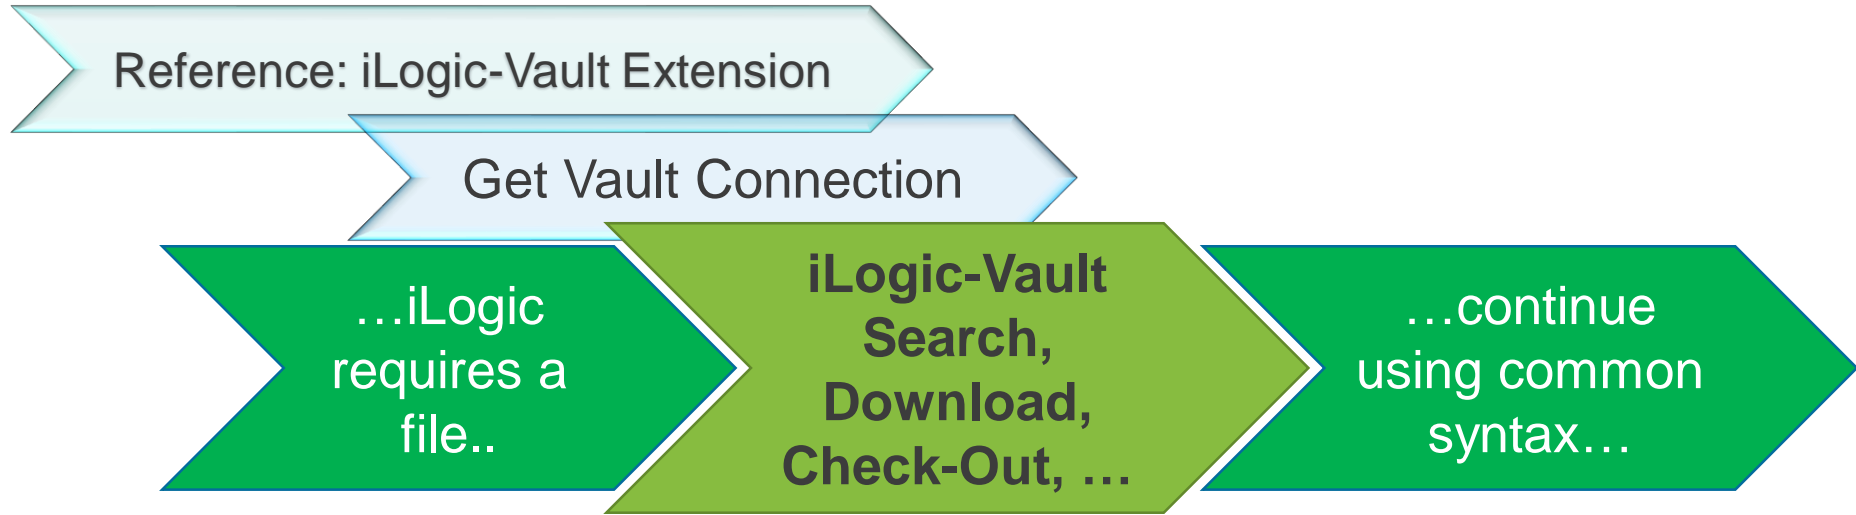 Reference: iLogic-Vault Extension
Get Vault Connection
…iLogic
requires a
file..
iLogic-Vault
Search,
Download,
Check-Out, …
…continue
using common
syntax…